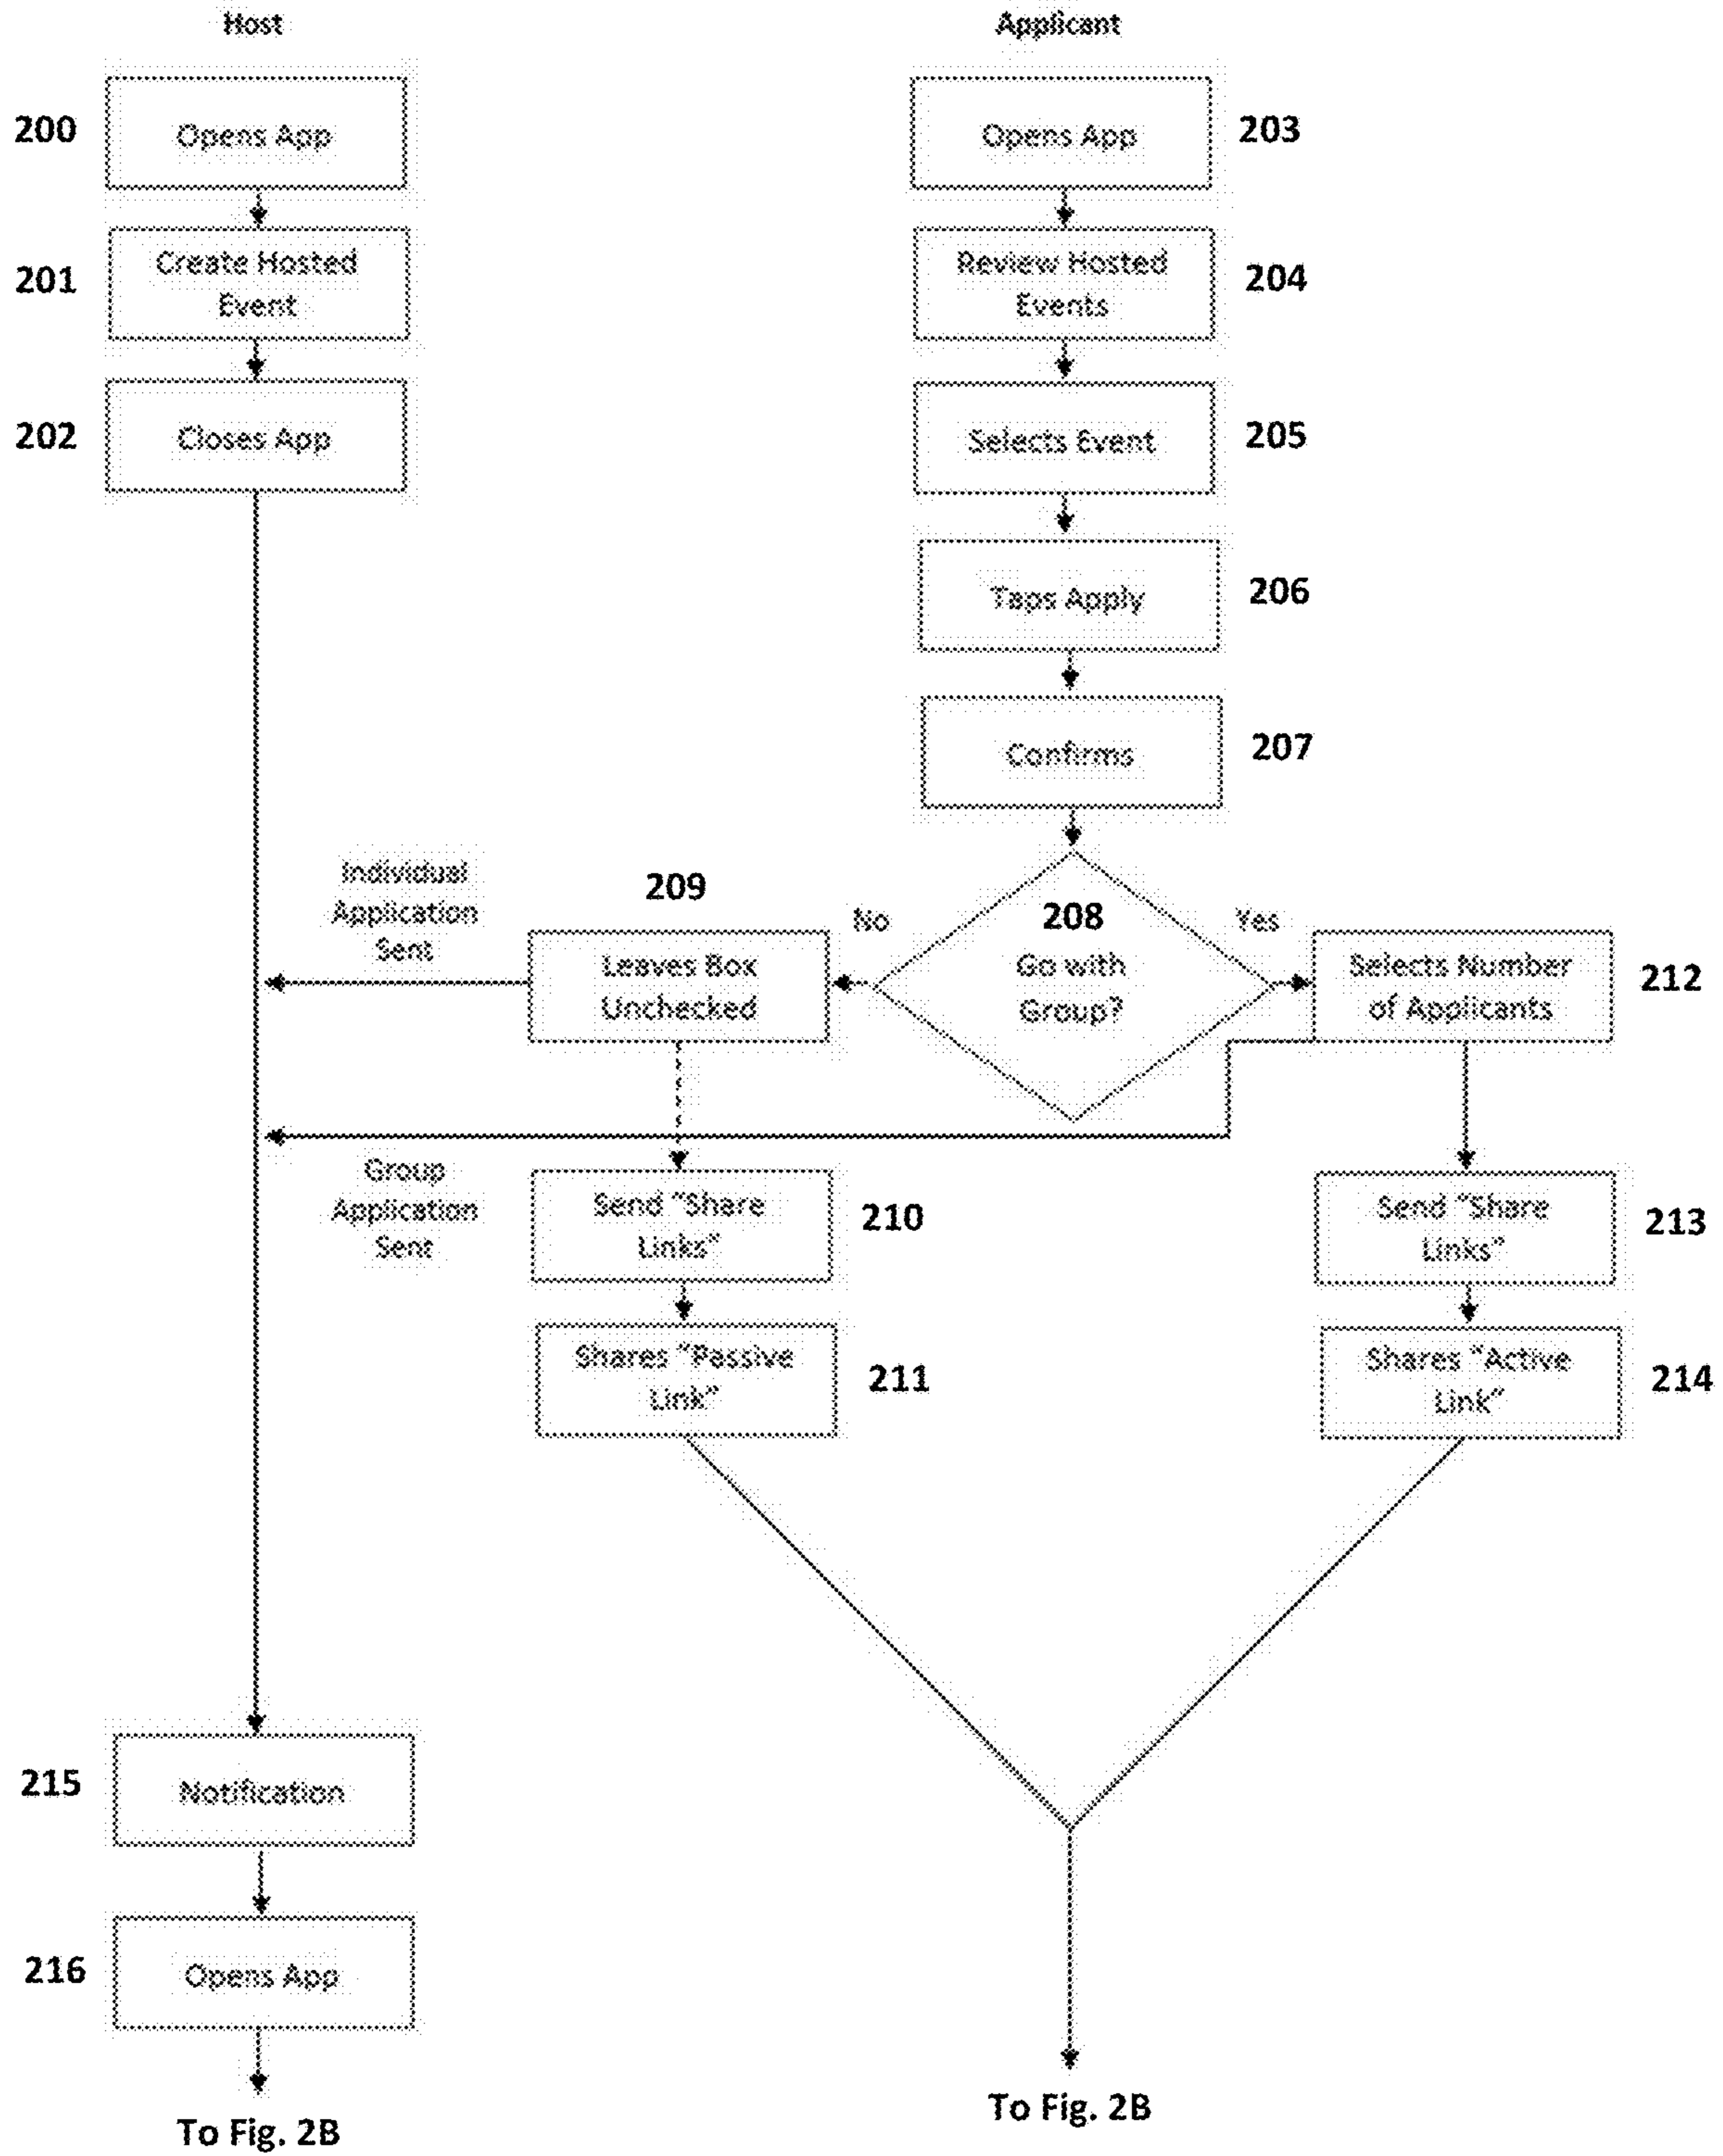 Host
Applicant
200
Opens App
Opens App
203
201
Create Hosted
Event
Review Hosted
Events
204
202
Closes App
Selects Event
205
Taps Apply
206
Confirms
207
Individual
Application
Sent
209
Leaves Box
Unchecked
No
208
Go with
Group?
Yes
Selects Number
of Applicants
212
Group
Application
Sent
Send "Share
Links"
210
Send "Share
Links"
213
Shares "Passive
Link"
211
Shares "Active
Link"
214
215
Notification
216
Opens App
To Fig. 2B
To Fig. 2B